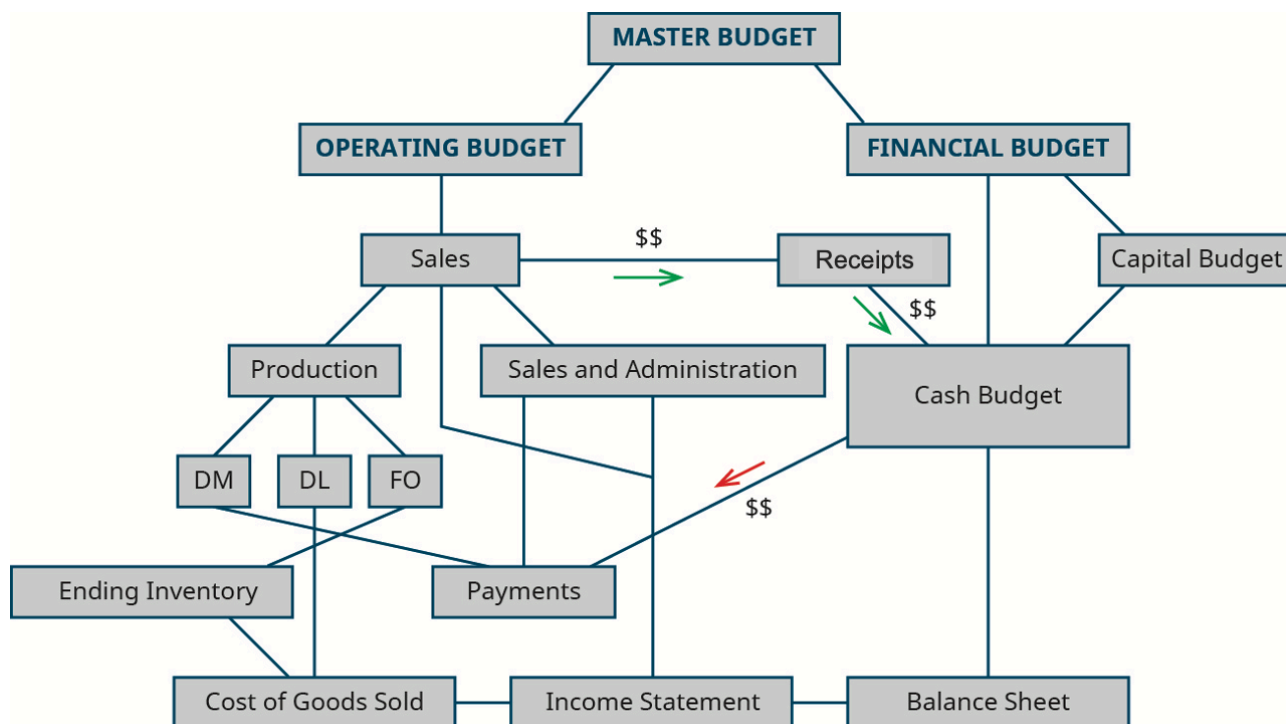 MASTER BUDGET
OPERATING BUDGET
FINANCIAL BUDGET
$$
Sales
Receipts
Capital Budget
$$
Production
Sales and Administration
Cash Budget
DM
DL
FO
$$
Ending Inventory
Payments
Cost of Goods Sold
Income Statement
Balance Sheet